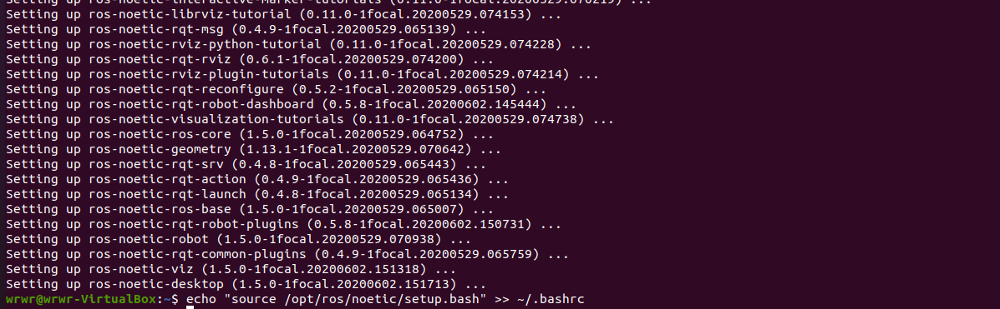 Setting up ros-noetic-interactive-marker-tutorials (0.11.0-1focal.20200529.070219) ...
Setting up ros-noetic-librviz-tutorial (0.11.0-1focal.20200529.074153) ...
Setting up ros-noetic-rqt-msg (0.4.9-1focal.20200529.065139) ...
Setting up ros-noetic-rviz-python-tutorial (0.11.0-1focal.20200529.074228) ...
Setting up ros-noetic-rqt-rviz (0.6.1-1focal.20200529.074200) ...
Setting up ros-noetic-rviz-plugin-tutorials (0.11.0-1focal.20200529.074214) ...
Setting up ros-noetic-rqt-reconfigure (0.5.2-1focal.20200529.065150) ...
Setting up ros-noetic-rqt-robot-dashboard (0.5.8-1focal.20200602.145444) ...
Setting up ros-noetic-visualization-tutorials (0.11.0-1focal.20200529.074738) ...
Setting up ros-noetic-ros-core (1.5.0-1focal.20200529.064752) ...
Setting up ros-noetic-geometry (1.13.1-1focal.20200529.070642) ...
Setting up ros-noetic-rqt-srv (0.4.8-1focal.20200529.065443) ...
Setting up ros-noetic-rqt-action (0.4.9-1focal.20200529.065436) ...
Setting up ros-noetic-rqt-launch (0.4.8-1focal.20200529.065134) ...
Setting up ros-noetic-ros-base (1.5.0-1focal.20200529.065007) ...
Setting up ros-noetic-rqt-robot-plugins (0.5.8-1focal.20200602.150731) ...
Setting up ros-noetic-robot (1.5.0-1focal.20200529.070938) ...
Setting up ros-noetic-rqt-common-plugins (0.4.9-1focal.20200529.065759) ...
Setting up ros-noetic-viz (1.5.0-1focal.20200602.151318) ...
Setting up ros-noetic-desktop (1.5.0-1focal.20200602.151713) ...
wrwr@wrwr-VirtualBox:~$ echo "source /opt/ros/noetic/setup.bash" >> ~/.bashrc